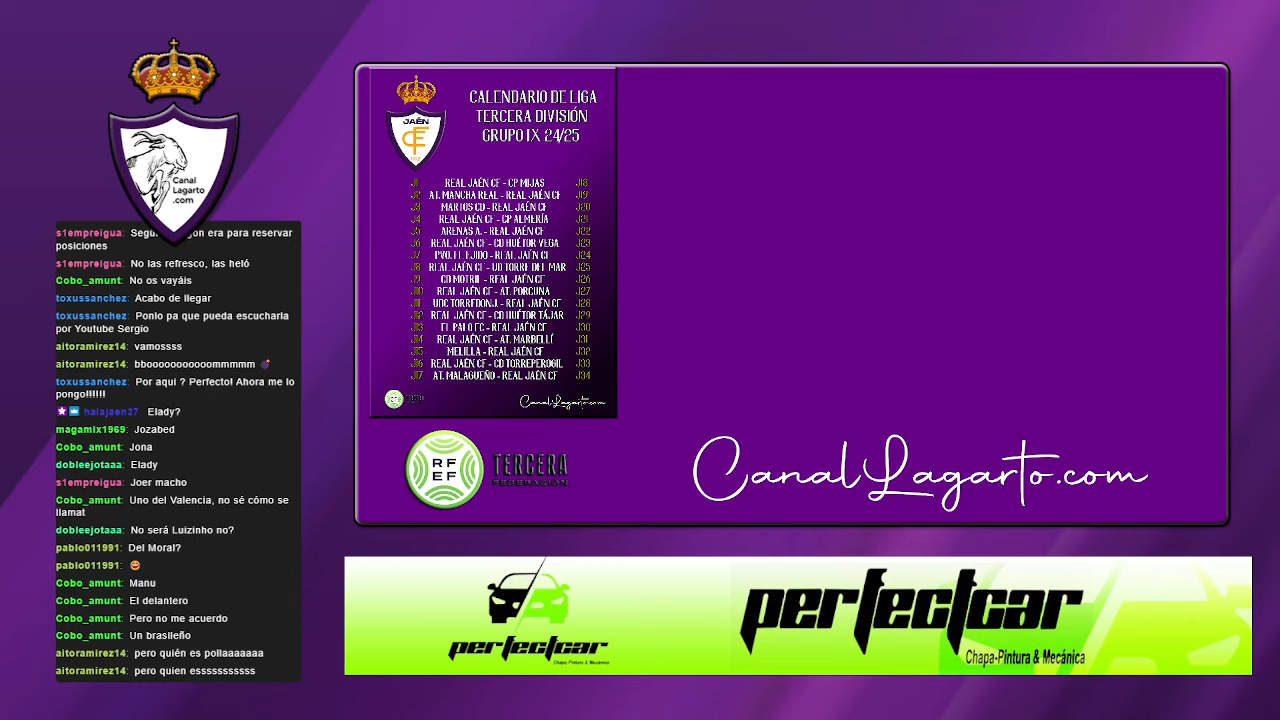 Canal
Lagarto
.com
s1empreigua: Segu
on era para reservar
posiciones
s1empreigua: No las refresco, las heló
Cobo_amunt: No os vayáis
toxussanchez: Acabo de llegar
toxussanchez: Ponlo pa que pueda escucharla
por Youtube Sergio
aitoramirez14: vamossss
aitoramirez14: bboooooooooommmmm
toxussanchez: Por aqui ? Perfecto! Ahora me lo
pongo!!!!!!
halajaen27: Elady?
magamix1969: Jozabed
Cobo_amunt: Jona
dobleejotaaa: Elady
s1empreigua: Joer macho
Cobo_amunt: Uno del Valencia, no sé cómo se
llamat
dobleejotaaa: No será Luizinho no?
pablo011991: Del Moral?
pablo011991:
Cobo_amunt: Manu
Cobo_amunt: El delantero
Cobo_amunt: Pero no me acuerdo
Cobo_amunt: Un brasileño
aitoramirez14: pero quién es pollaaaaaaa
aitoramirez14: pero quien esssssssssss
JAÉN
CALENDARIO DE LIGA
TERCERA DIVISIÓN
GRUPO IX 24/25
J1 REAL JAÉN CF - CP MIJAS J18
J2 AT. MANCHA REAL - REAL JAÉN CF J19
J3 MARTOS CD - REAL JAÉN CF J20
J4 REAL JAÉN CF - CP ALMERÍA J21
J5 ARENAS A. - REAL JAÉN CF J22
J6 REAL JAÉN CF - CD HUÉTOR VEGA J23
J7 PVO. EL EJIDO - REAL JAÉN CF J24
J8 REAL JAÉN CF - UD TORRE DEL MAR J25
J9 CD MOTRIL - REAL JAÉN CF J26
J10 REAL JAÉN CF - AT. PORCUNA J27
J11 UDC TORREDONJ. - REAL JAÉN CF J28
J12 REAL JAÉN CF - CD HUÉTOR TÁJAR J29
J13 EL PALO FC - REAL JAÉN CF J30
J14 REAL JAÉN CF - AT. MARBELLÍ J31
J15 MELILLA - REAL JAÉN CF J32
J16 REAL JAÉN CF - CD TORREPEROGIL J33
J17 AT. MALAGUEÑO - REAL JAÉN CF J34
CanalLagarto.com
RF
EF
TERCERA
FEDERACIÓN
CanalLagarto.com
perfectcar
Chapa-Pintura & Mecánica
perfectcar
Chapa-Pintura & Mecánica